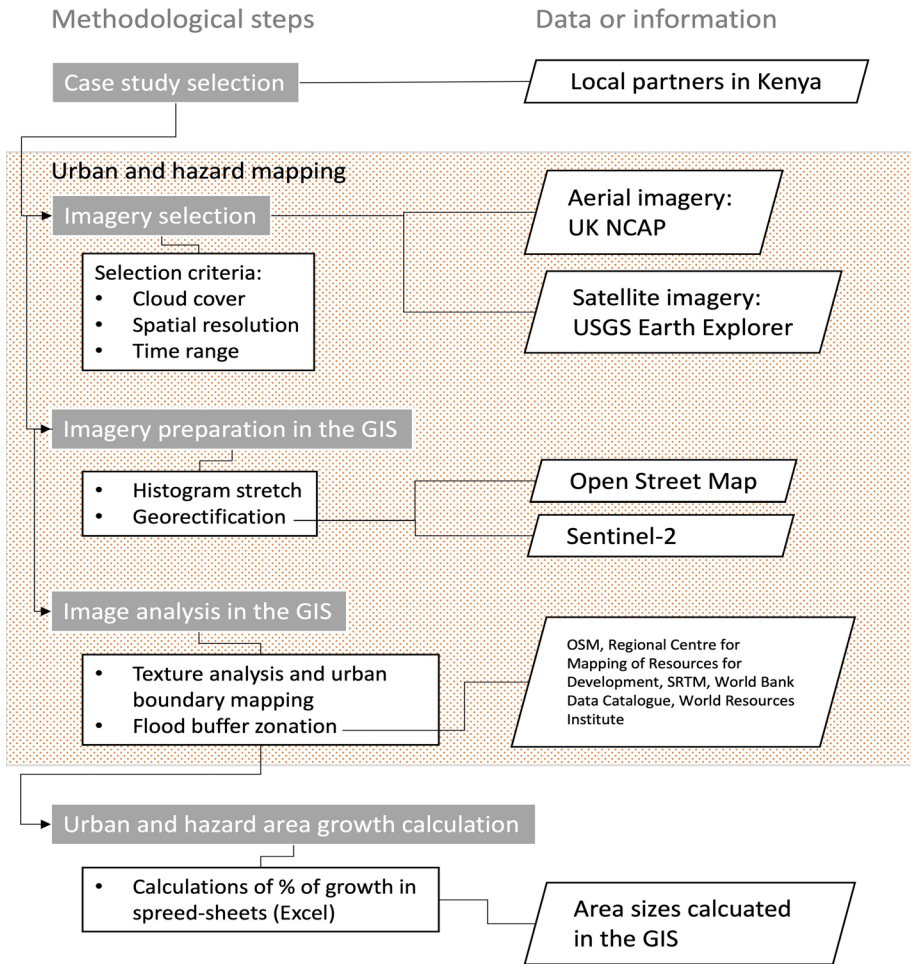 Methodological steps
Data or information
Case study selection
Local partners in Kenya
Urban and hazard mapping
Imagery selection
Aerial imagery:
UK NCAP
Selection criteria:
• Cloud cover
• Spatial resolution
• Time range
Satellite imagery:
USGS Earth Explorer
Imagery preparation in the GIS
• Histogram stretch
• Georectification
Open Street Map
Sentinel-2
Image analysis in the GIS
• Texture analysis and urban
boundary mapping
• Flood buffer zonation
OSM, Regional Centre for
Mapping of Resources for
Development, SRTM, World Bank
Data Catalogue, World Resources
Institute
Urban and hazard area growth calculation
• Calculations of % of growth in
spreed-sheets (Excel)
Area sizes calcuated
in the GIS